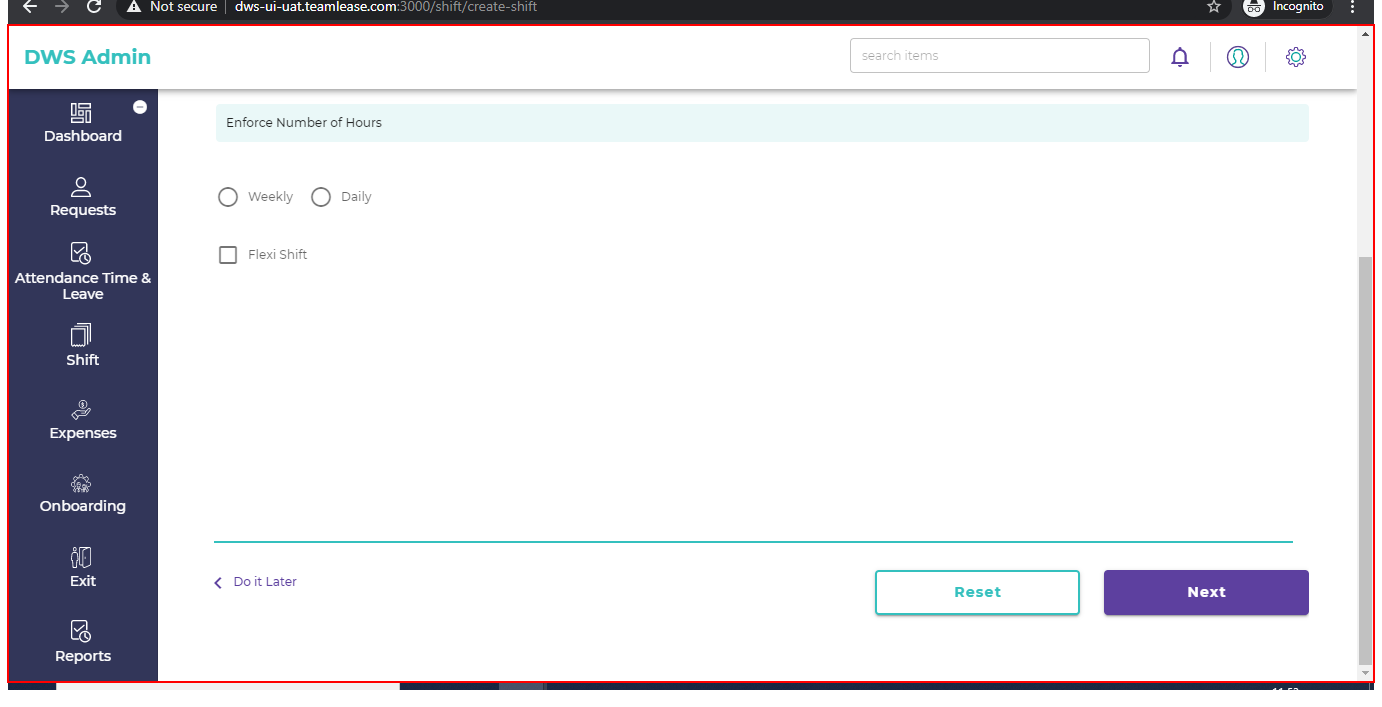 Not secure | dws-ui-uat.teamlease.com:3000/shift/create-shift
Incognito
DWS Admin
search items
Dashboard
Requests
Attendance Time &
Leave
Shift
Expenses
Onboarding
Exit
Reports
Enforce Number of Hours
Weekly
Daily
Flexi Shift
Do it Later
Reset
Next